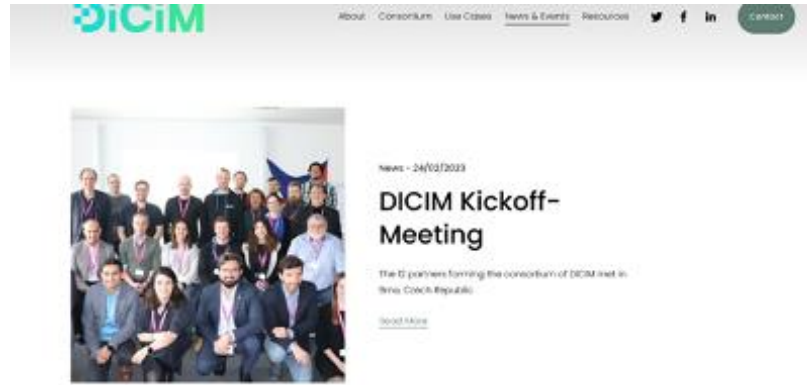 DiCiM
About Consortium Use Cases News & Events Resources Contact
News - 24/02/2023
DICIM Kickoff-
Meeting
The 12 partners forming the consortium of DiCiM met in
Brno, Czech Republic
Read More